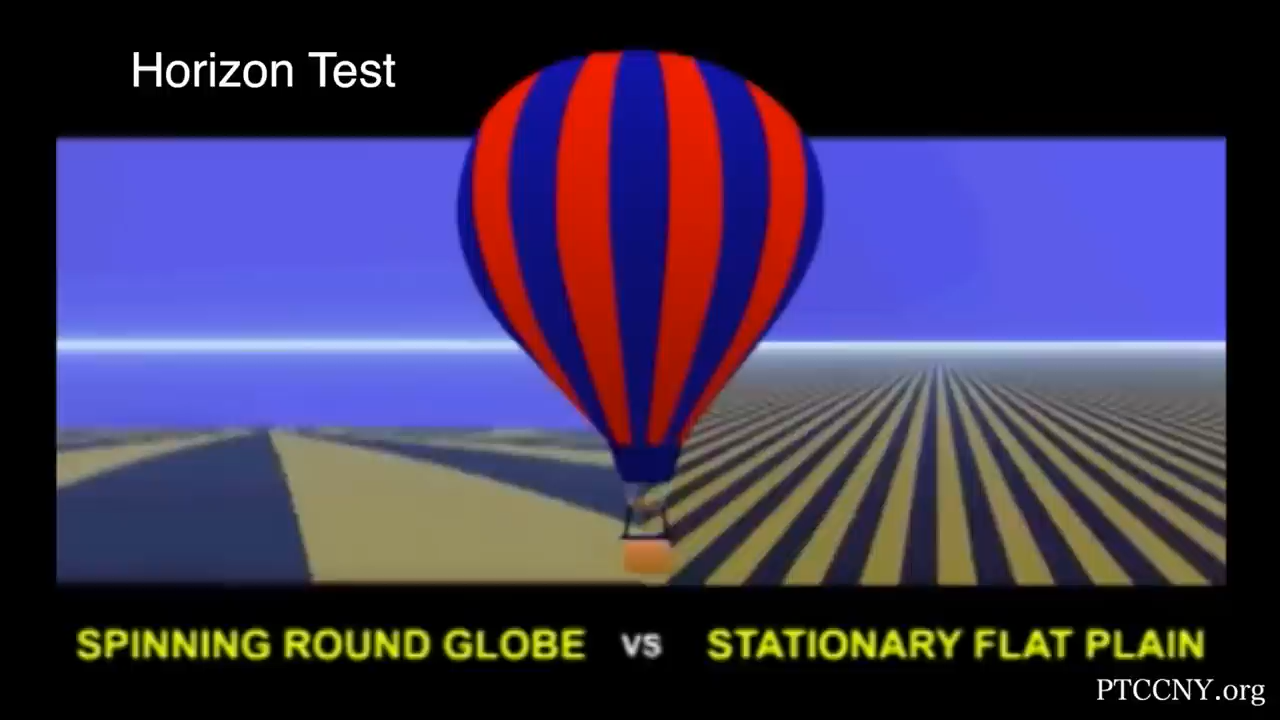 Horizon Test
SPINNING ROUND GLOBE vs STATIONARY FLAT PLAIN
PTCCNY.org